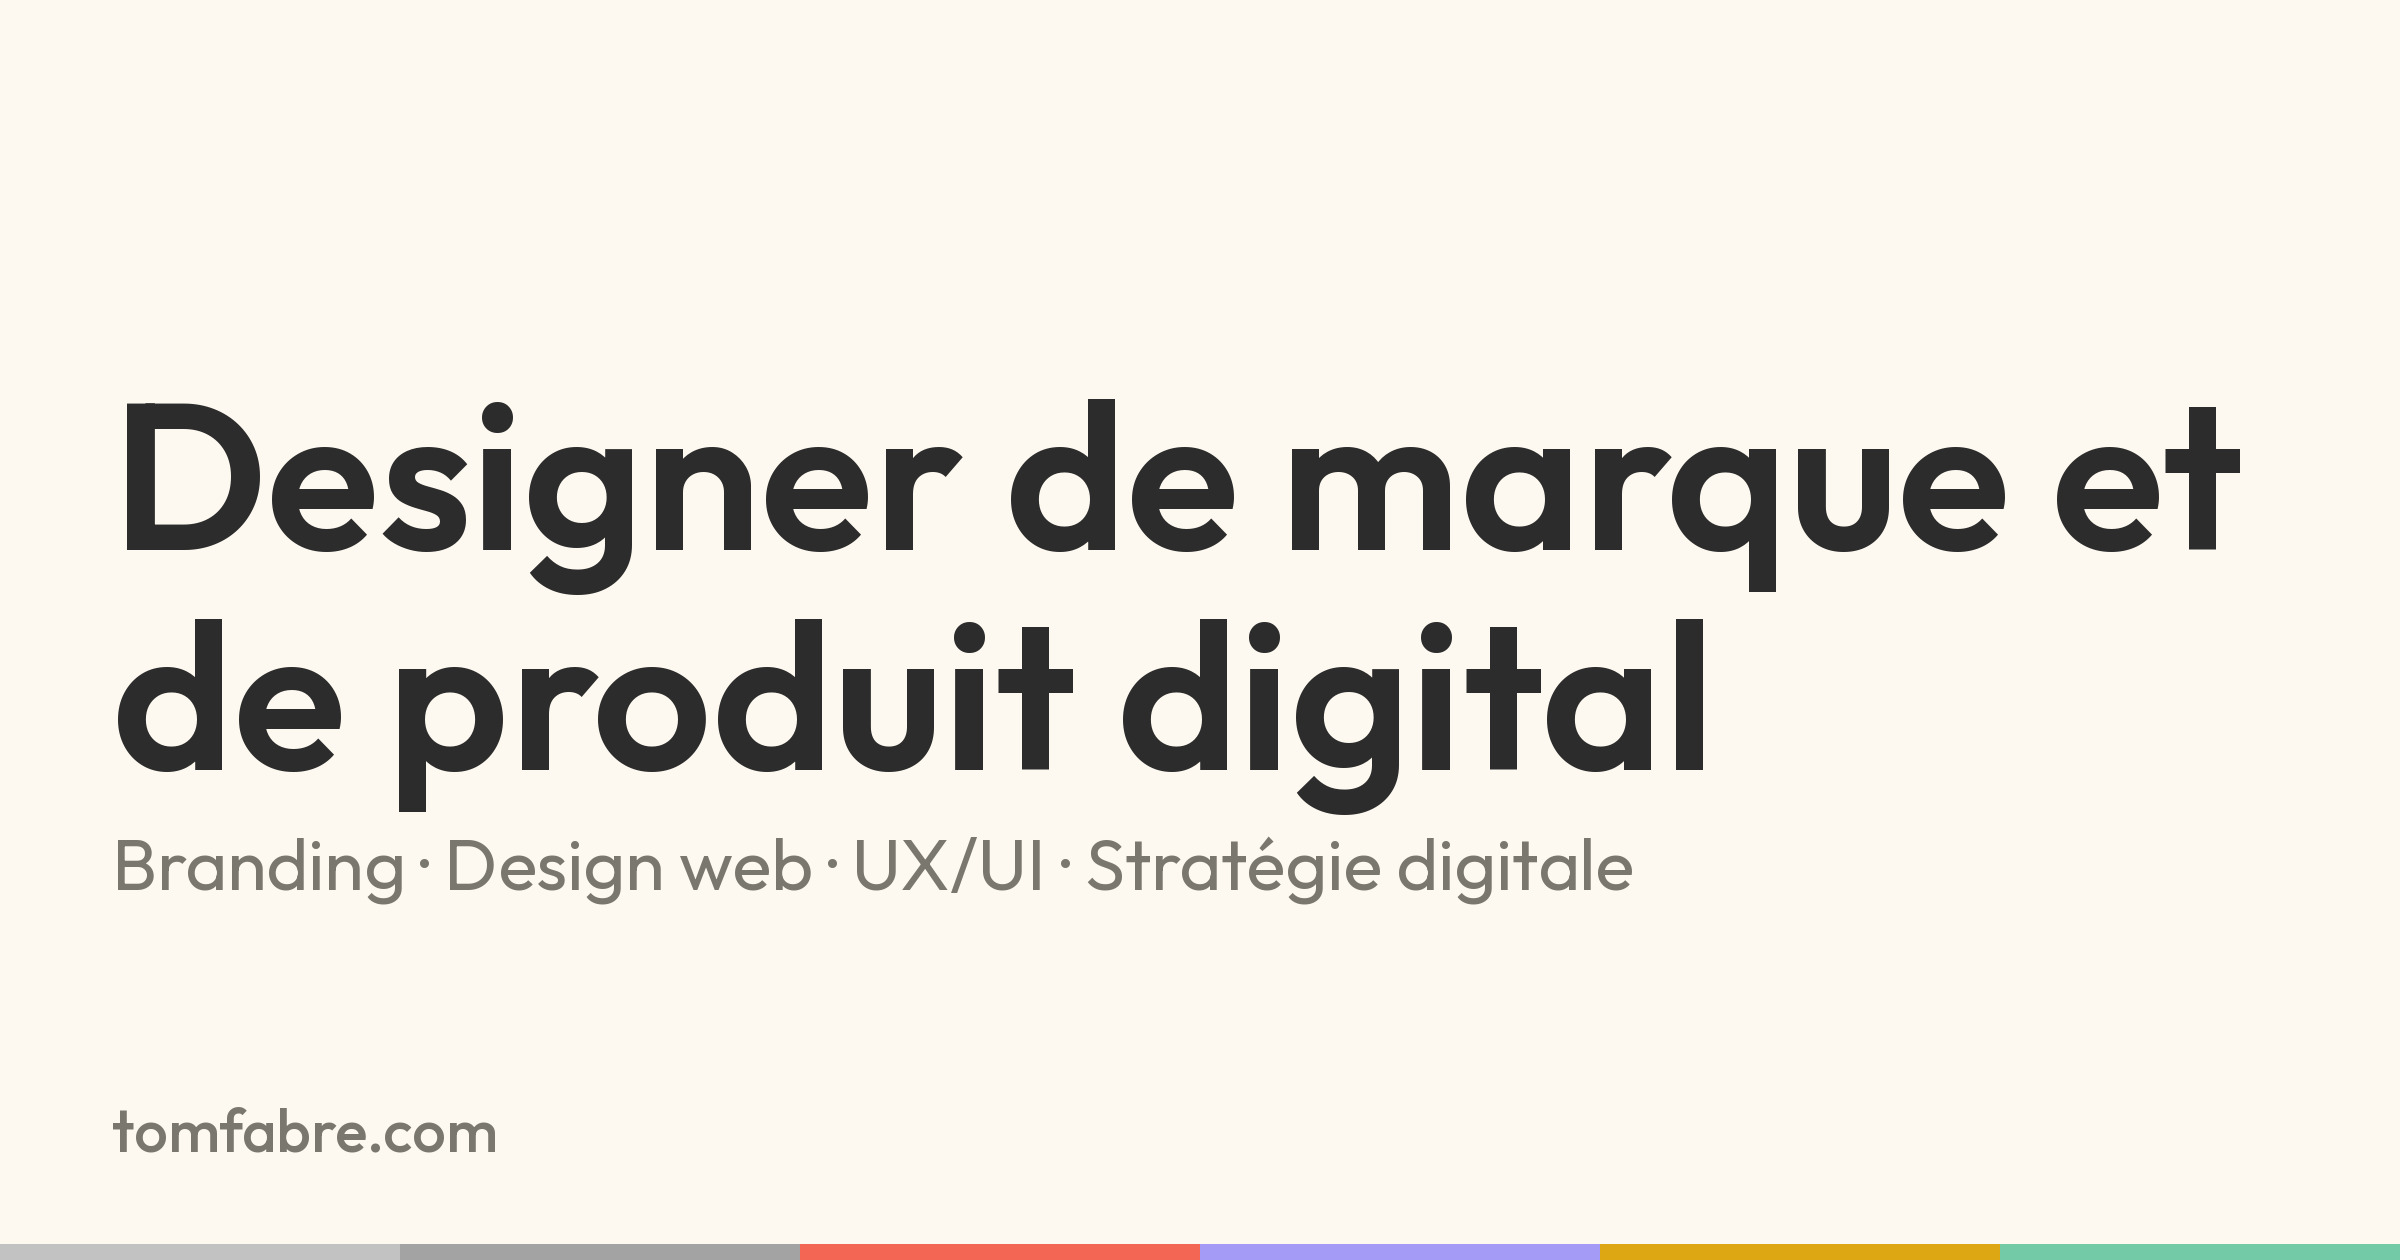 Designer de marque et
de produit digital
Branding · Design web · UX/UI · Stratégie digitale
tomfabre.com